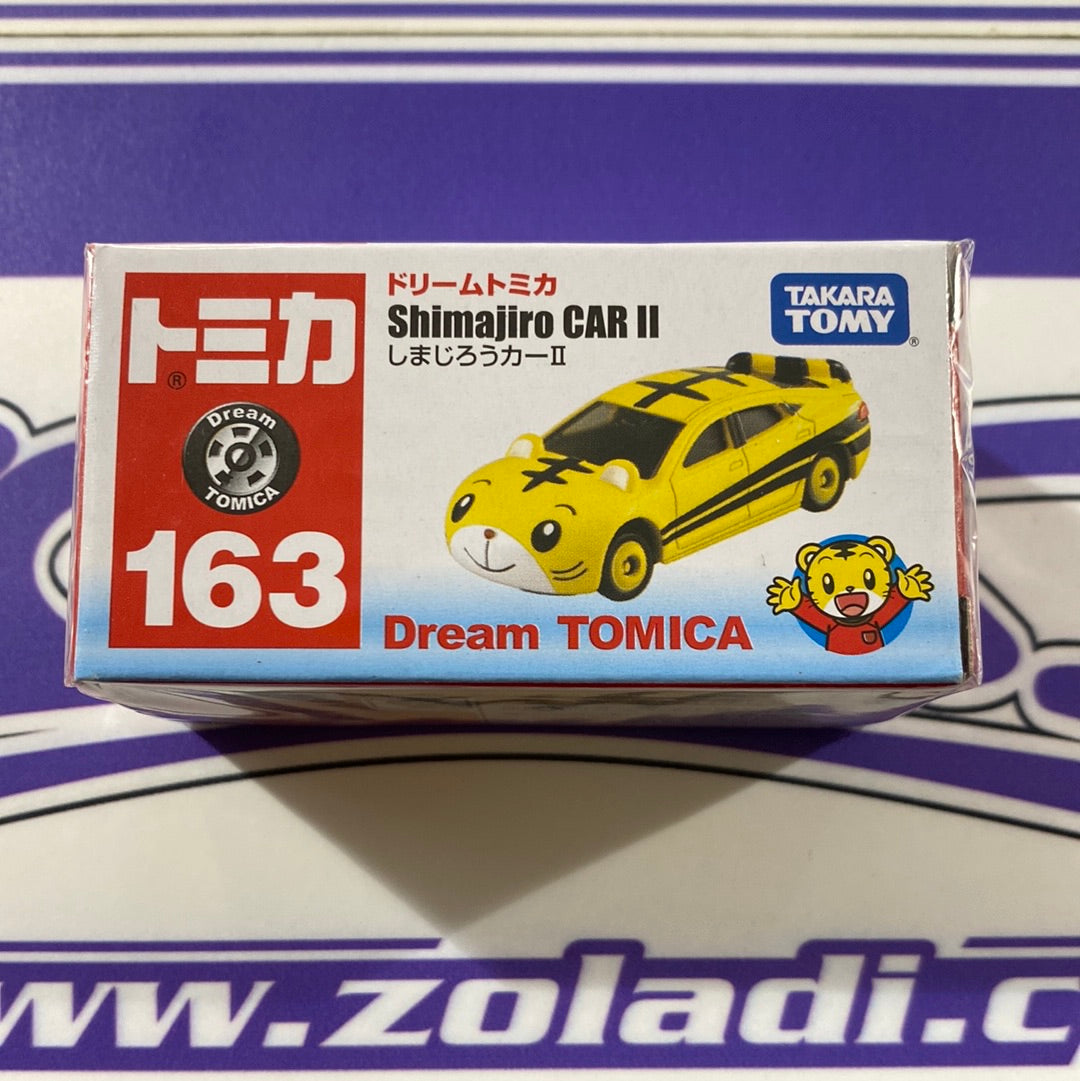 トミカ
®
Dream
TOMICA
163
ドリームトミカ
Shimajiro CAR II
しまじろうカーII
TAKARA
TOMY
®
Dream TOMICA
ww.zoladi.c